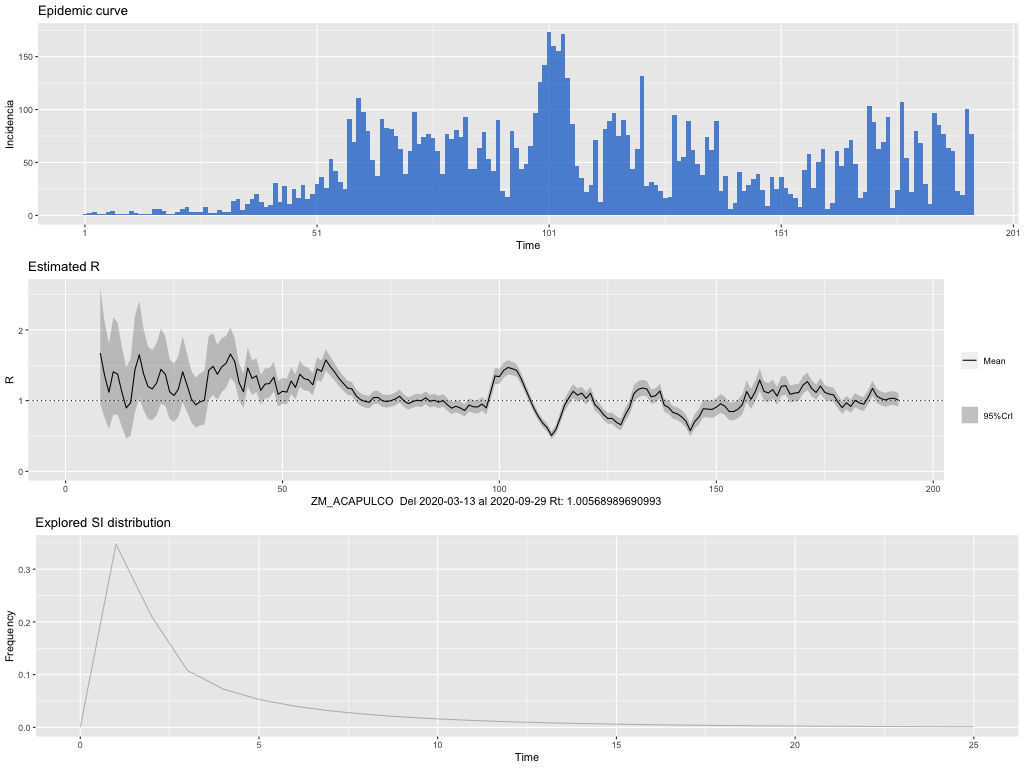 Epidemic curve
150
100
50
0
Incidencia
1 51 101 151 201
Time
Estimated R
2
1
0
R
0 50 100 150 200
ZM_ACAPULCO Del 2020-03-13 al 2020-09-29 Rt: 1.00568989690993
Mean
95%CrI
Explored SI distribution
0.3
0.2
0.1
0.0
Frequency
0 5 10 15 20 25
Time